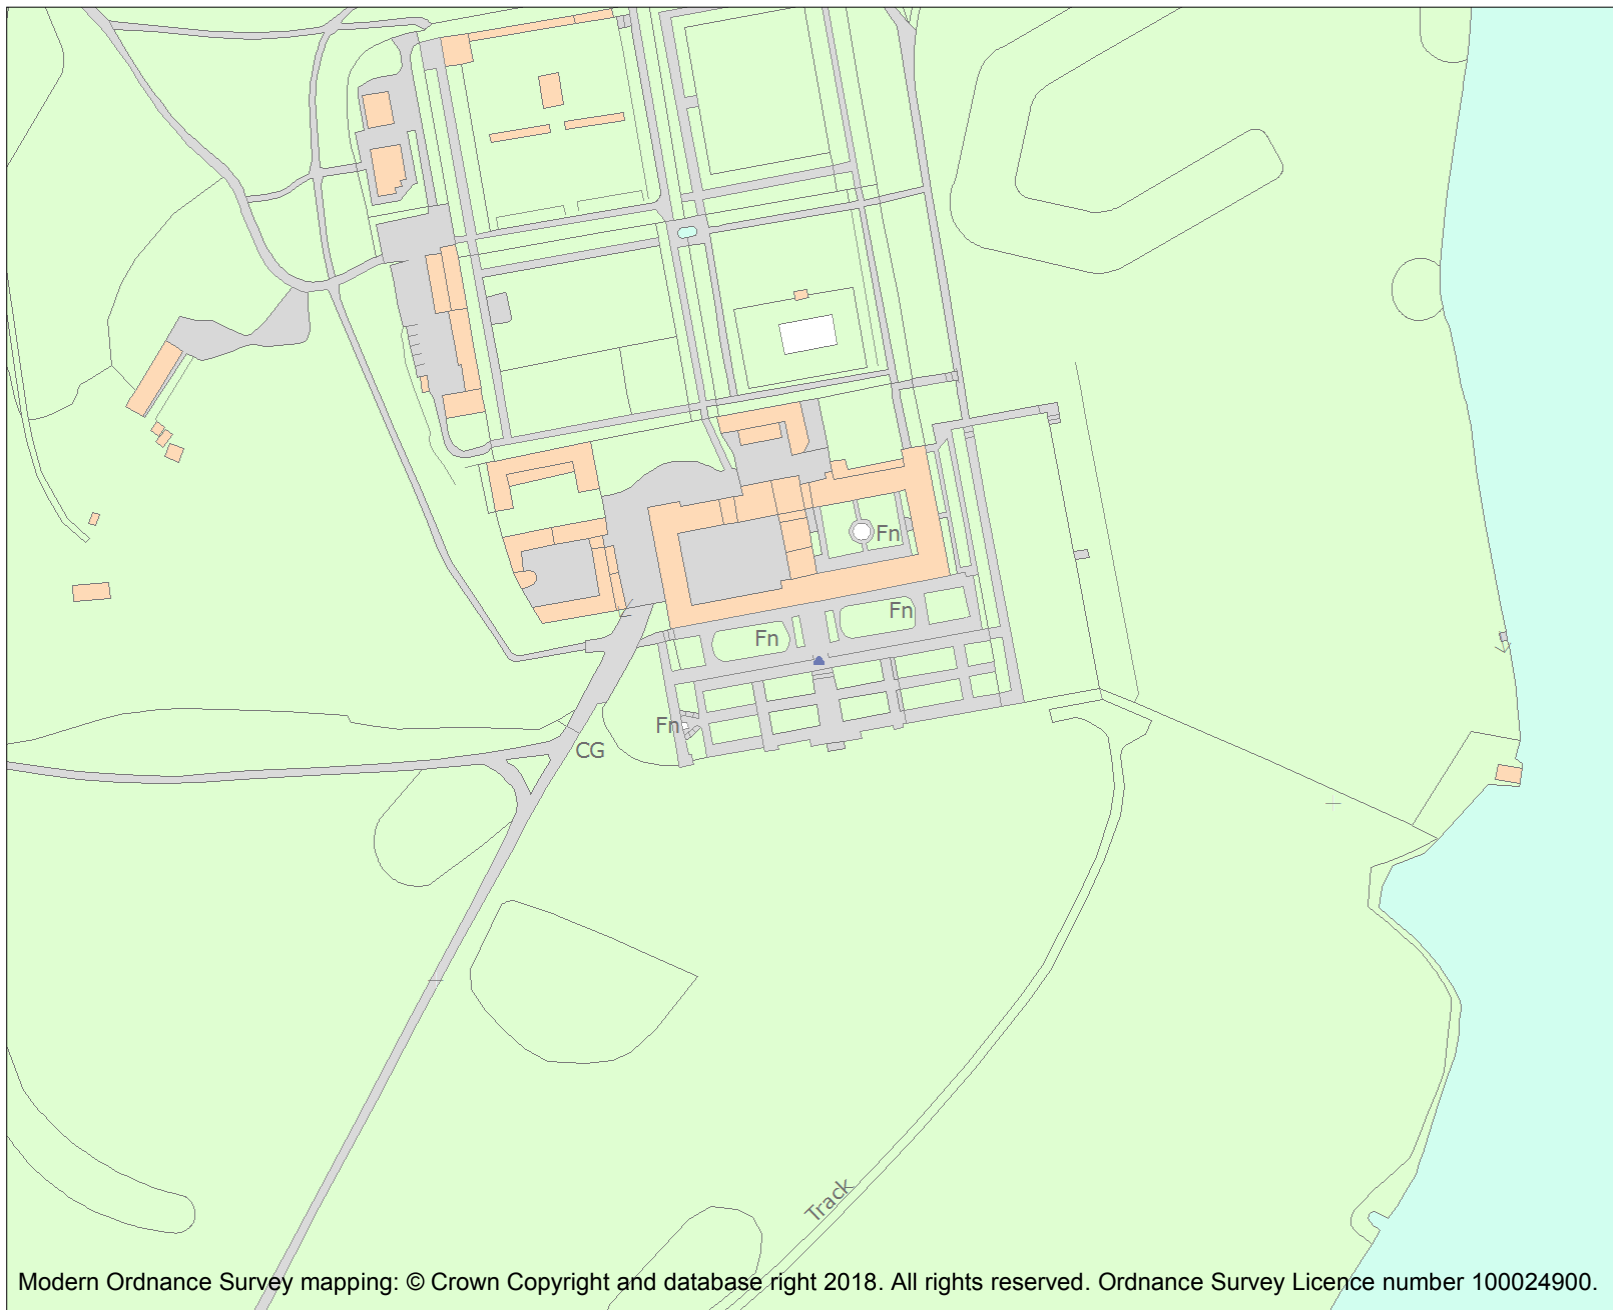 Fn
Fn
Fn
Fn
CG
Track
Modern Ordnance Survey mapping: © Crown Copyright and database right 2018. All rights reserved. Ordnance Survey Licence number 100024900.